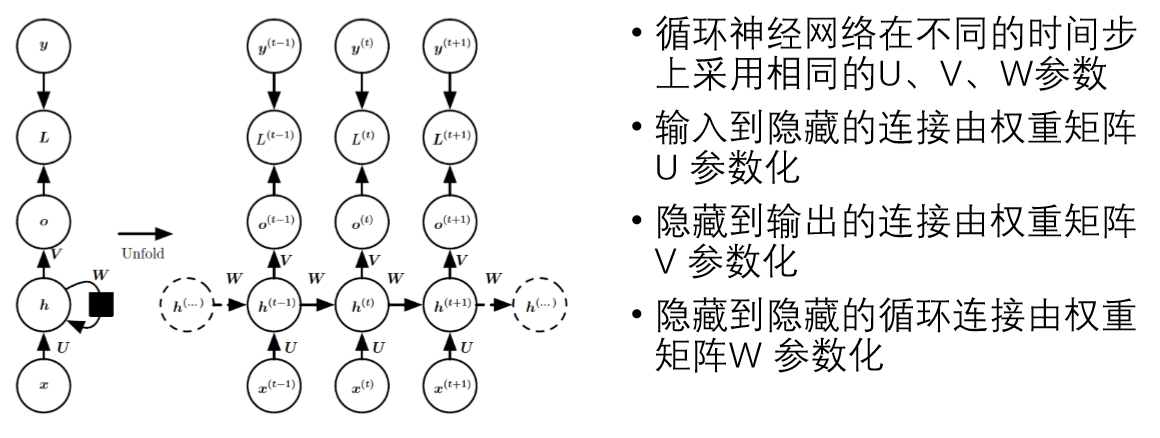 y y^(t-1) y^(t) y^(t+1)
L L^(t-1) L^(t) L^(t+1)
o o^(t-1) o^(t) o^(t+1)
Unfold
V V V V
W W W W W
h h^(...) h^(t-1) h^(t) h^(t+1) h^(...)
U U U U
x x^(t-1) x^(t) x^(t+1)
• 循环神经网络在不同的时间步
上采用相同的U、V、W参数
• 输入到隐藏的连接由权重矩阵
U 参数化
• 隐藏到输出的连接由权重矩阵
V 参数化
• 隐藏到隐藏的循环连接由权重
矩阵W 参数化